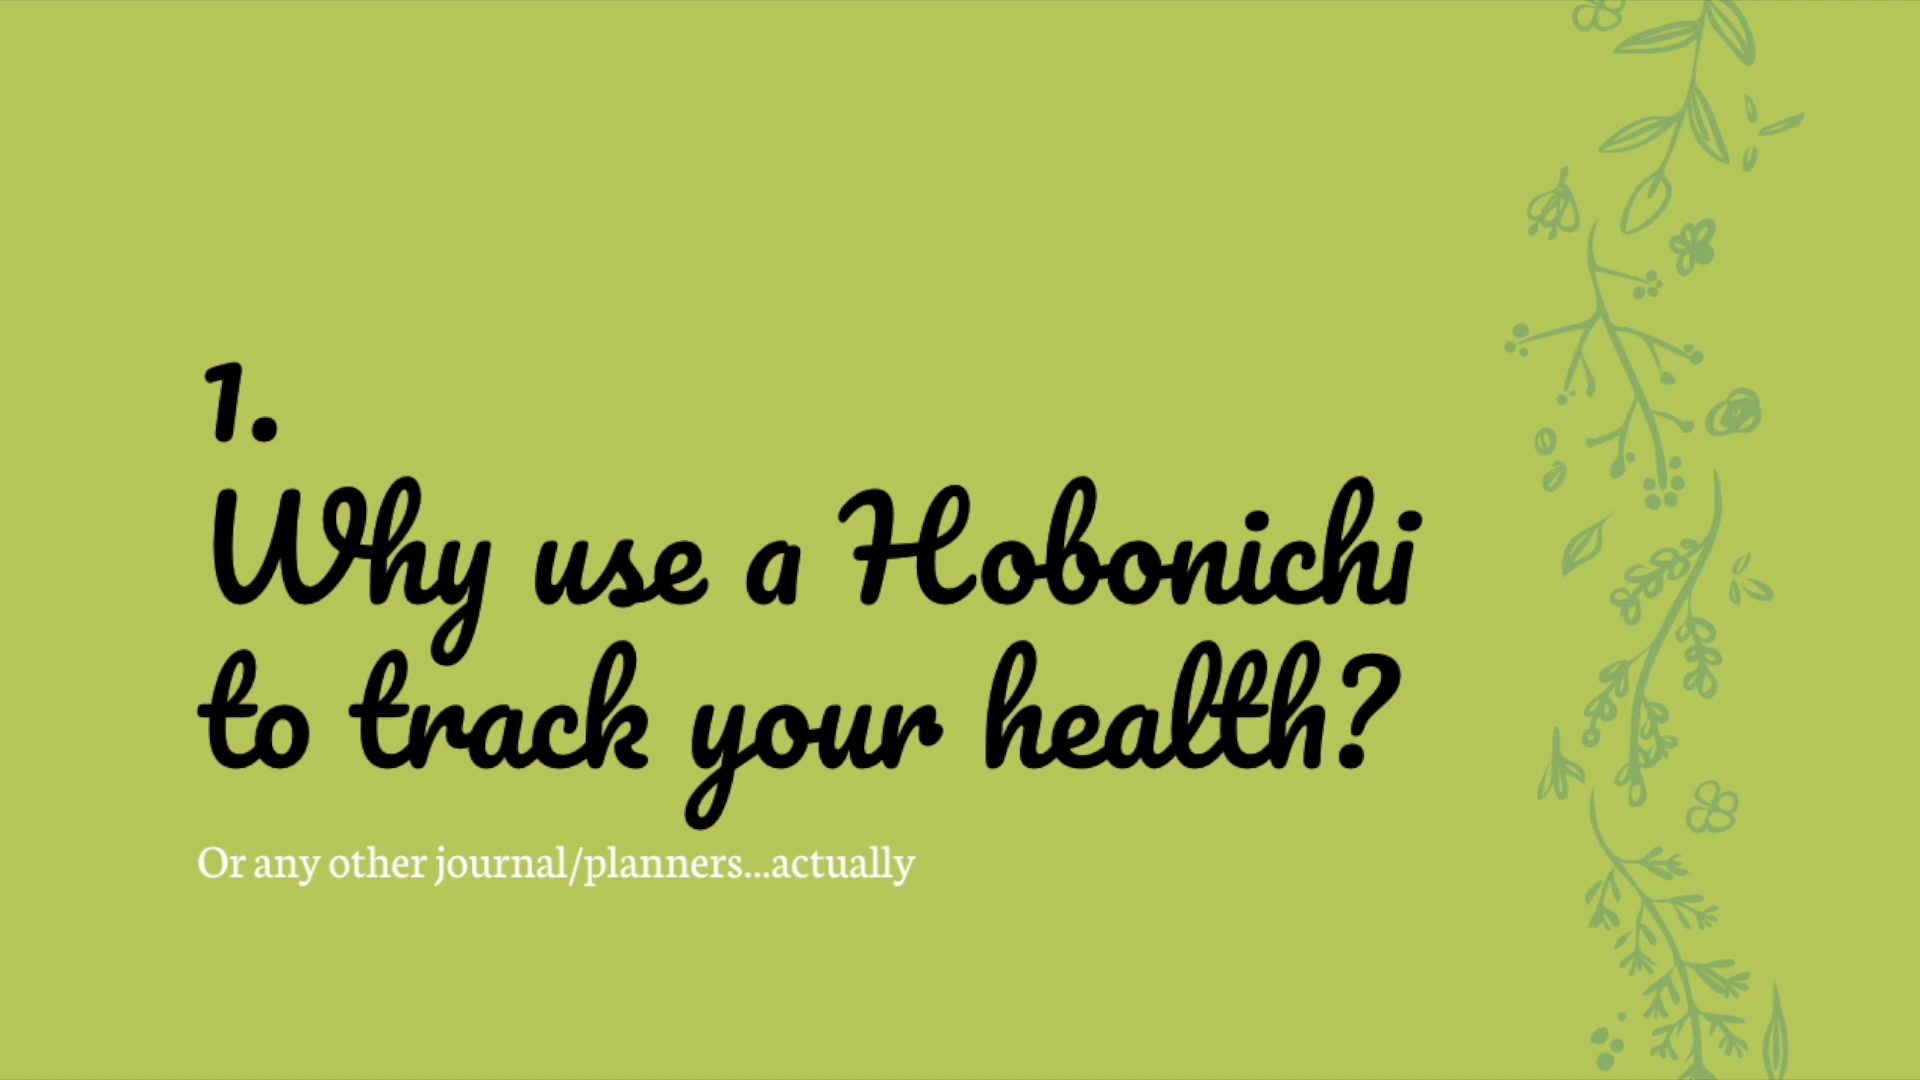 1.
Why use a Hobonichi
to track your health?
Or any other journal/planners...actually